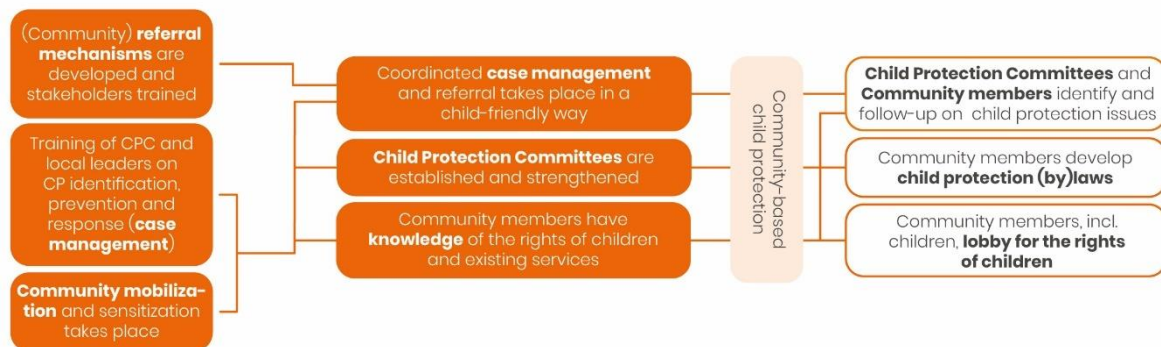 (Community) referral
mechanisms are
developed and
stakeholders trained
Training of CPC and
local leaders on
CP identification,
prevention and
response (case
management)
Community mobiliza-
tion and sensitization
takes place
Coordinated case management
and referral takes place in a
child-friendly way
Child Protection Committees are
established and strengthened
Community members have
knowledge of the rights of children
and existing services
Community-based
child protection
Child Protection Committees and
Community members identify and
follow-up on child protection issues
Community members develop
child protection (by)laws
Community members, incl.
children, lobby for the rights
of children